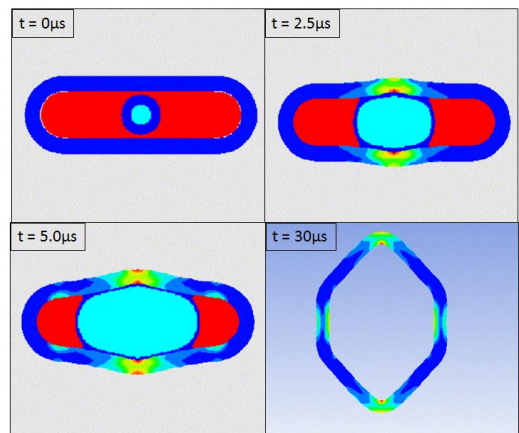 t = 0μs
t = 2.5μs
t = 5.0μs
t = 30μs